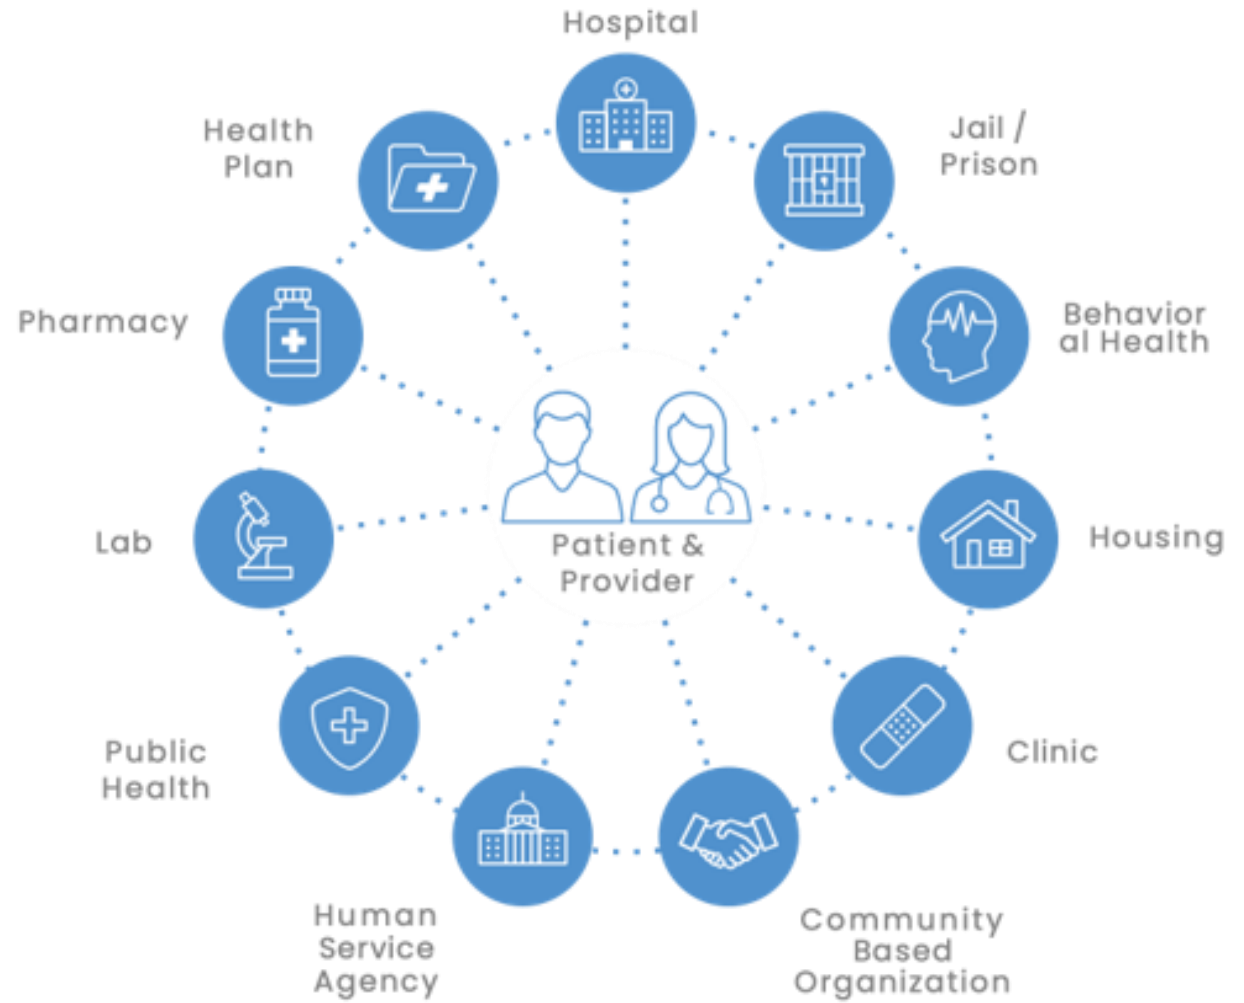 Hospital
Health
Plan
Jail /
Prison
Pharmacy
Behavior
al Health
Lab
Patient &
Provider
Housing
Public
Health
Clinic
Human
Service
Agency
Community
Based
Organization